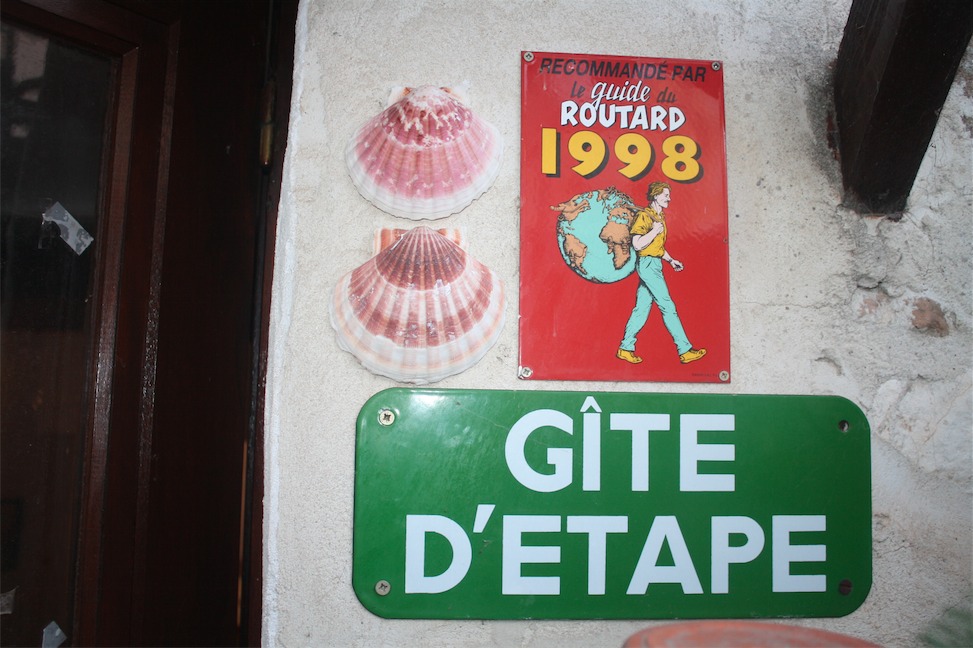 RECOMMANDÉ PAR
le guide du
ROUTARD
1998
GÎTE
D'ETAPE